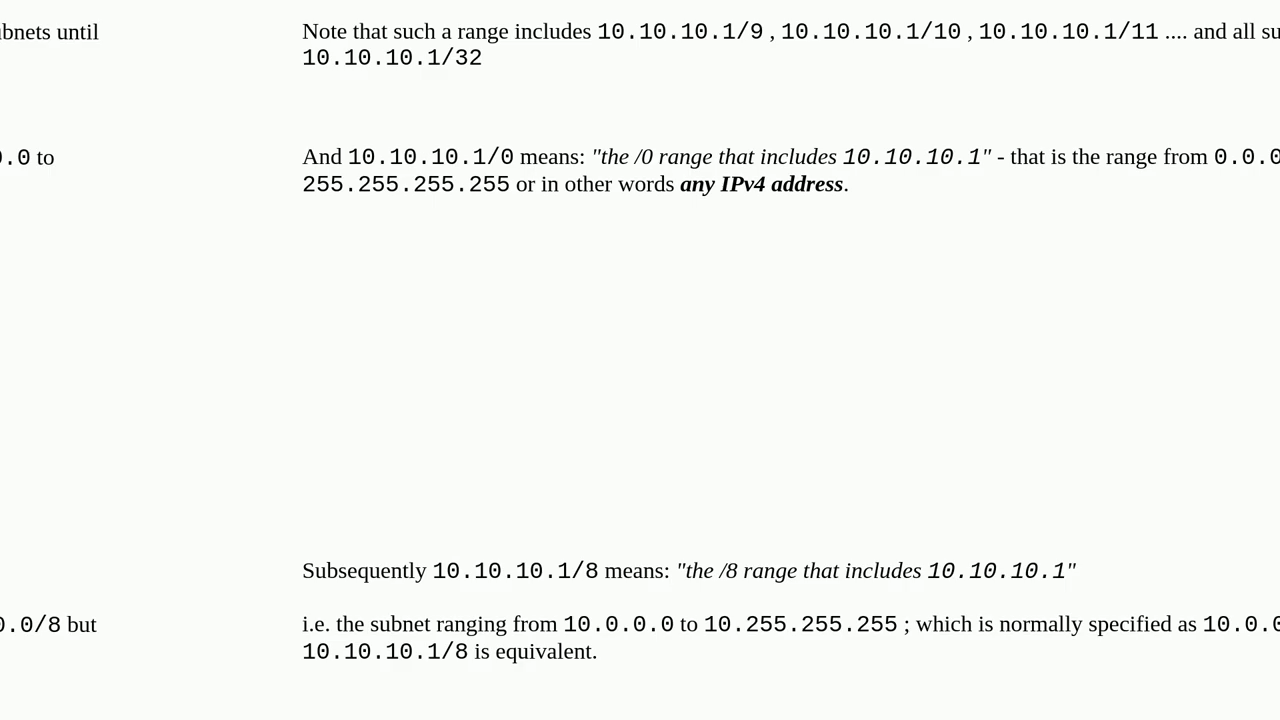 ubnets until
Note that such a range includes 10.10.10.1/9 , 10.10.10.1/10 , 10.10.10.1/11 .... and all su
10.10.10.1/32
0.0 to
And 10.10.10.1/0 means: "the /0 range that includes 10.10.10.1" - that is the range from 0.0.0
255.255.255.255 or in other words any IPv4 address.
Subsequently 10.10.10.1/8 means: "the /8 range that includes 10.10.10.1"
0.0/8 but
i.e. the subnet ranging from 10.0.0.0 to 10.255.255.255 ; which is normally specified as 10.0.0
10.10.10.1/8 is equivalent.